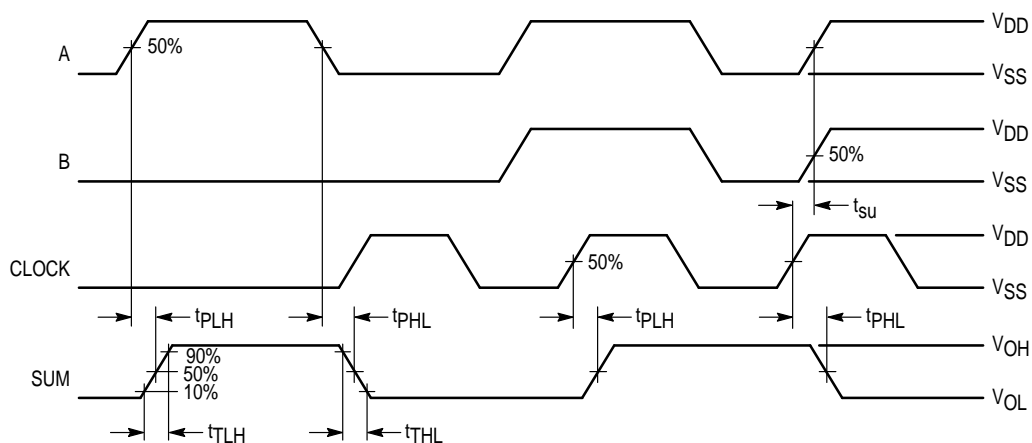 V_DD
A
50%
V_SS
V_DD
B
50%
V_SS
t_su
V_DD
CLOCK
50%
V_SS
t_PLH
t_PHL
t_PLH
t_PHL
V_OH
90%
SUM
50%
10%
V_OL
t_TLH
t_THL